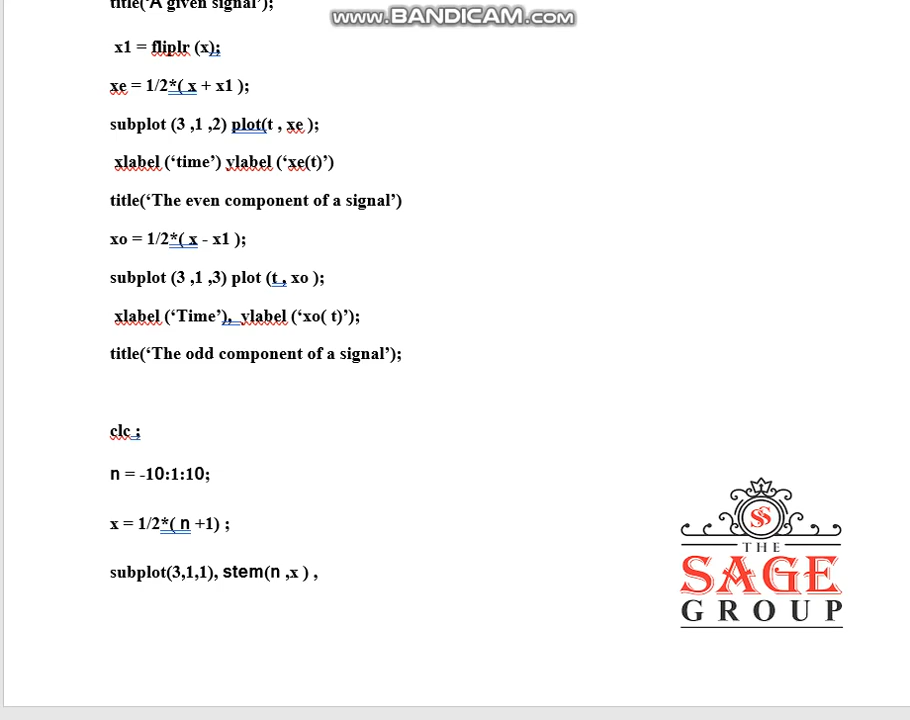 title(‘A given signal’);
www.BANDICAM.com
x1 = fliplr (x);
xe = 1/2*( x + x1 );
subplot (3 ,1 ,2) plot(t , xe );
xlabel (‘time’) ylabel (‘xe(t)’)
title(‘The even component of a signal’)
xo = 1/2*( x - x1 );
subplot (3 ,1 ,3) plot (t , xo );
xlabel (‘Time’), ylabel (‘xo( t)’);
title(‘The odd component of a signal’);
clc ;
n = -10:1:10;
x = 1/2*( n +1) ;
subplot(3,1,1), stem(n ,x ) ,
SS
THE
SAGE
GROUP